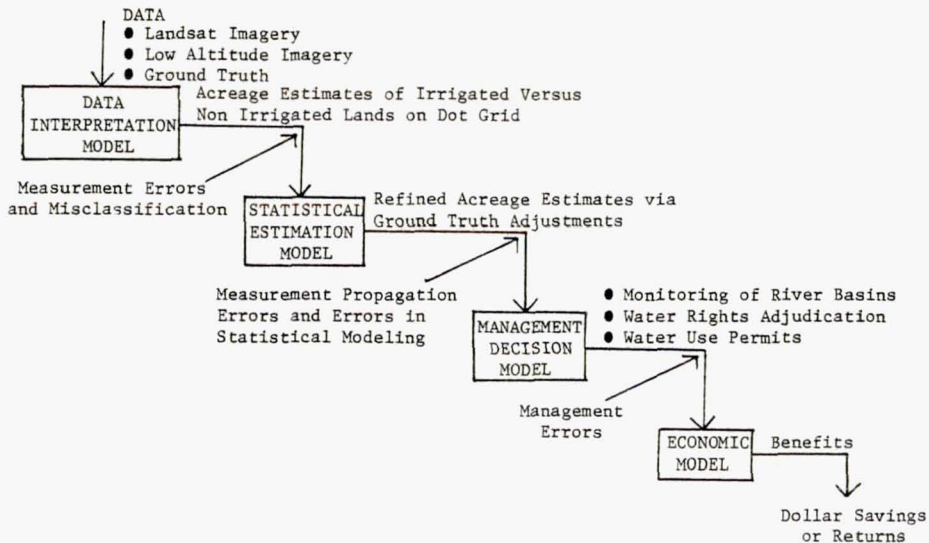 DATA
● Landsat Imagery
● Low Altitude Imagery
● Ground Truth
DATA
INTERPRETATION
MODEL
Acreage Estimates of Irrigated Versus
Non Irrigated Lands on Dot Grid
Measurement Errors
and Misclassification
STATISTICAL
ESTIMATION
MODEL
Refined Acreage Estimates via
Ground Truth Adjustments
Measurement Propagation
Errors and Errors in
Statistical Modeling
MANAGEMENT
DECISION
MODEL
● Monitoring of River Basins
● Water Rights Adjudication
● Water Use Permits
Management
Errors
ECONOMIC
MODEL
Benefits
Dollar Savings
or Returns